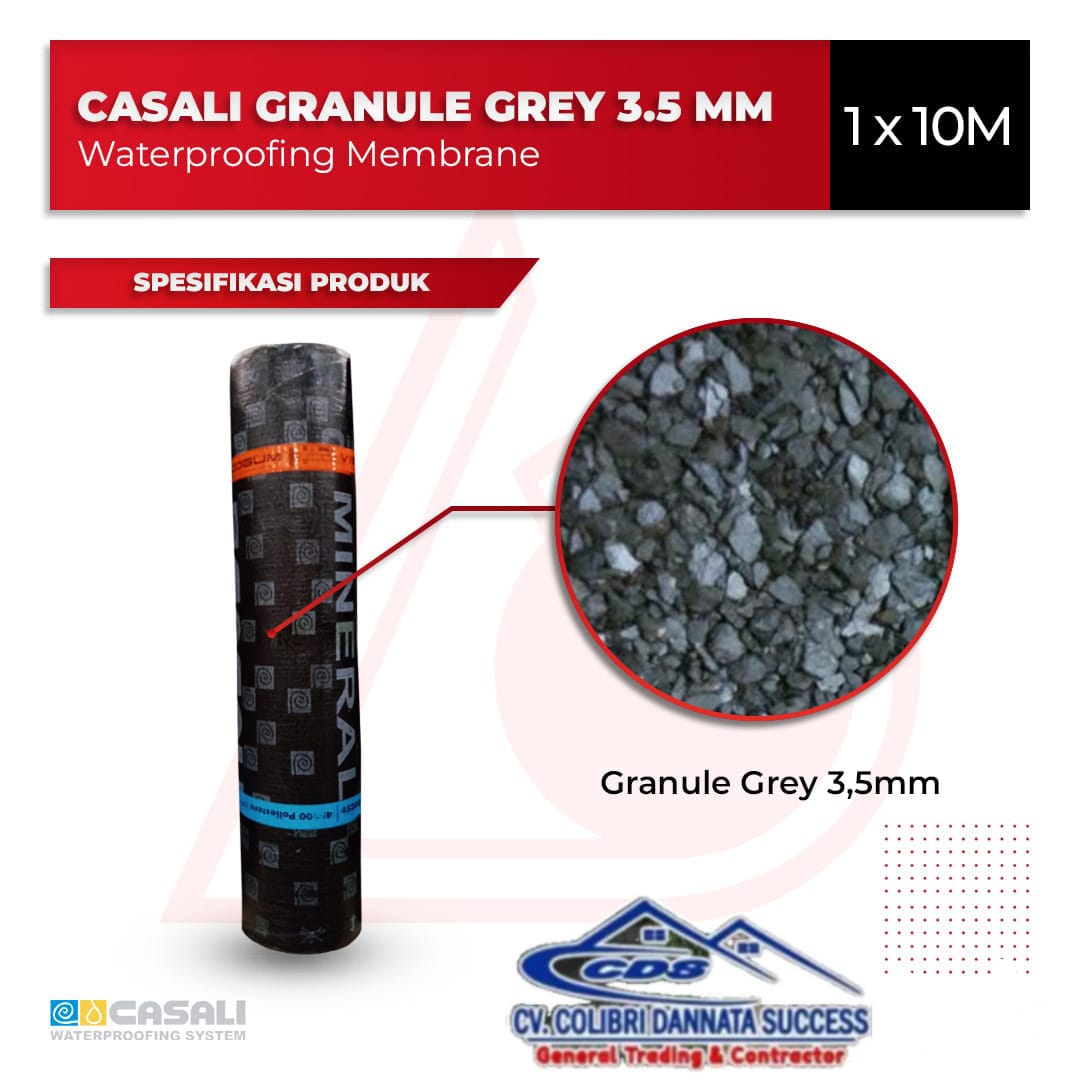 CASALI GRANULE GREY 3.5 MM
Waterproofing Membrane
1 x 10M
SPESIFIKASI PRODUK
MINERAL
Poliestere
Granule Grey 3,5mm
CASALI
WATERPROOFING SYSTEM
CDS
CV. COLIBRI DANNATA SUCCESS
General Trading & Contractor